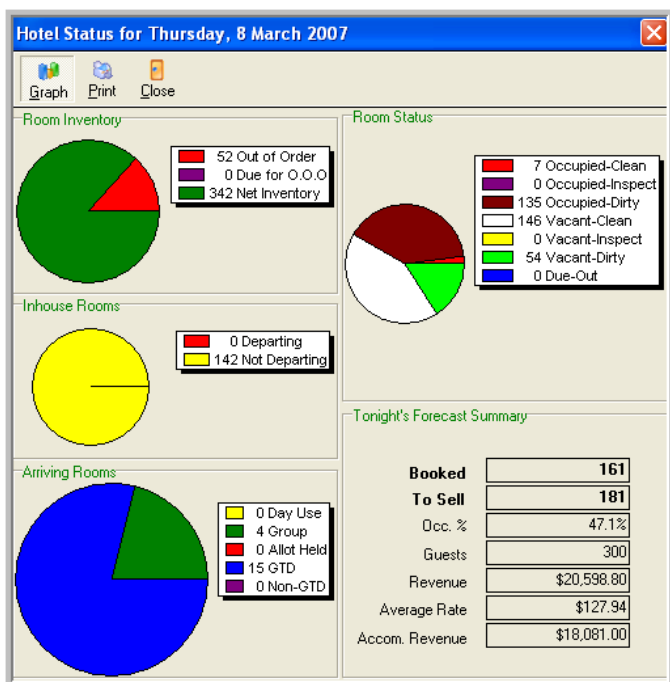 Hotel Status for Thursday, 8 March 2007
Graph Print Close
Room Inventory
52 Out of Order
0 Due for O.O.O
342 Net Inventory
Inhouse Rooms
0 Departing
142 Not Departing
Arriving Rooms
0 Day Use
4 Group
0 Allot Held
15 GTD
0 Non-GTD
Room Status
7 Occupied-Clean
0 Occupied-Inspect
135 Occupied-Dirty
146 Vacant-Clean
0 Vacant-Inspect
54 Vacant-Dirty
0 Due-Out
Tonight's Forecast Summary
Booked 161
To Sell 181
Occ. % 47.1%
Guests 300
Revenue $20,598.80
Average Rate $127.94
Accom. Revenue $18,081.00